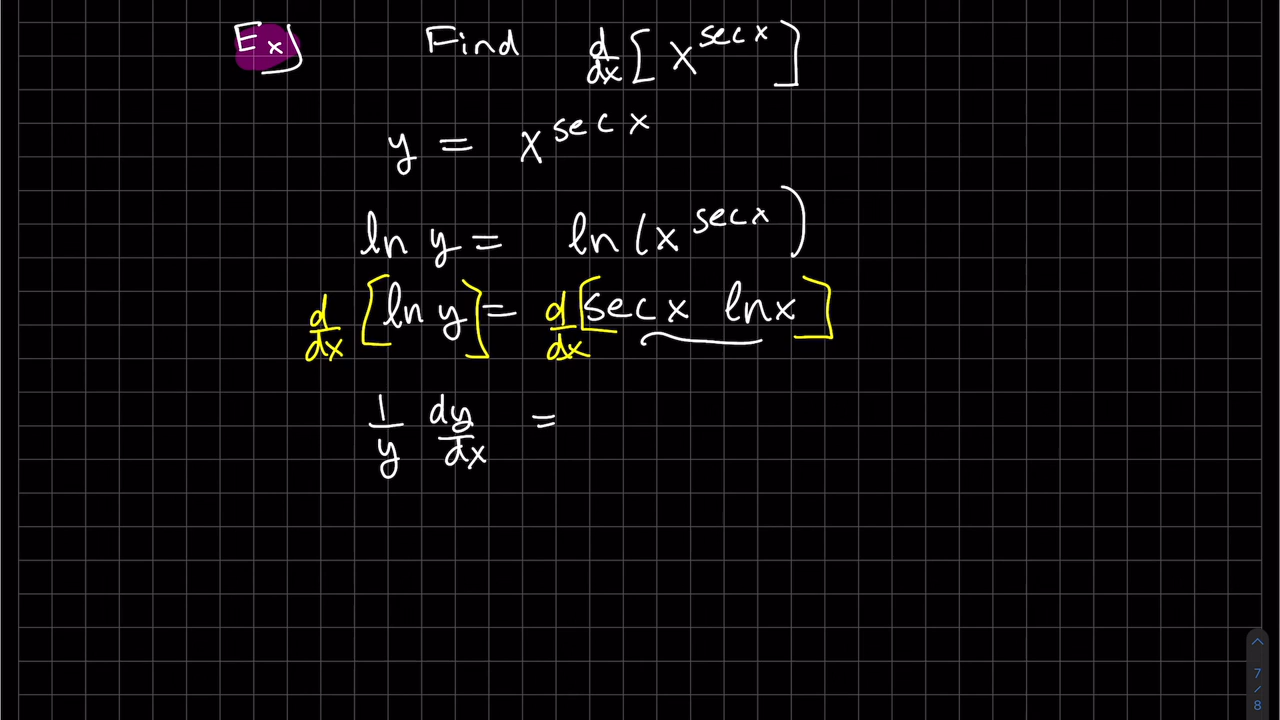 Ex] Find d/dx [x^sec x]
y = x^sec x
ln y = ln(x^sec x)
d/dx [ln y] = d/dx [sec x ln x]
1/y dy/dx =
7/8